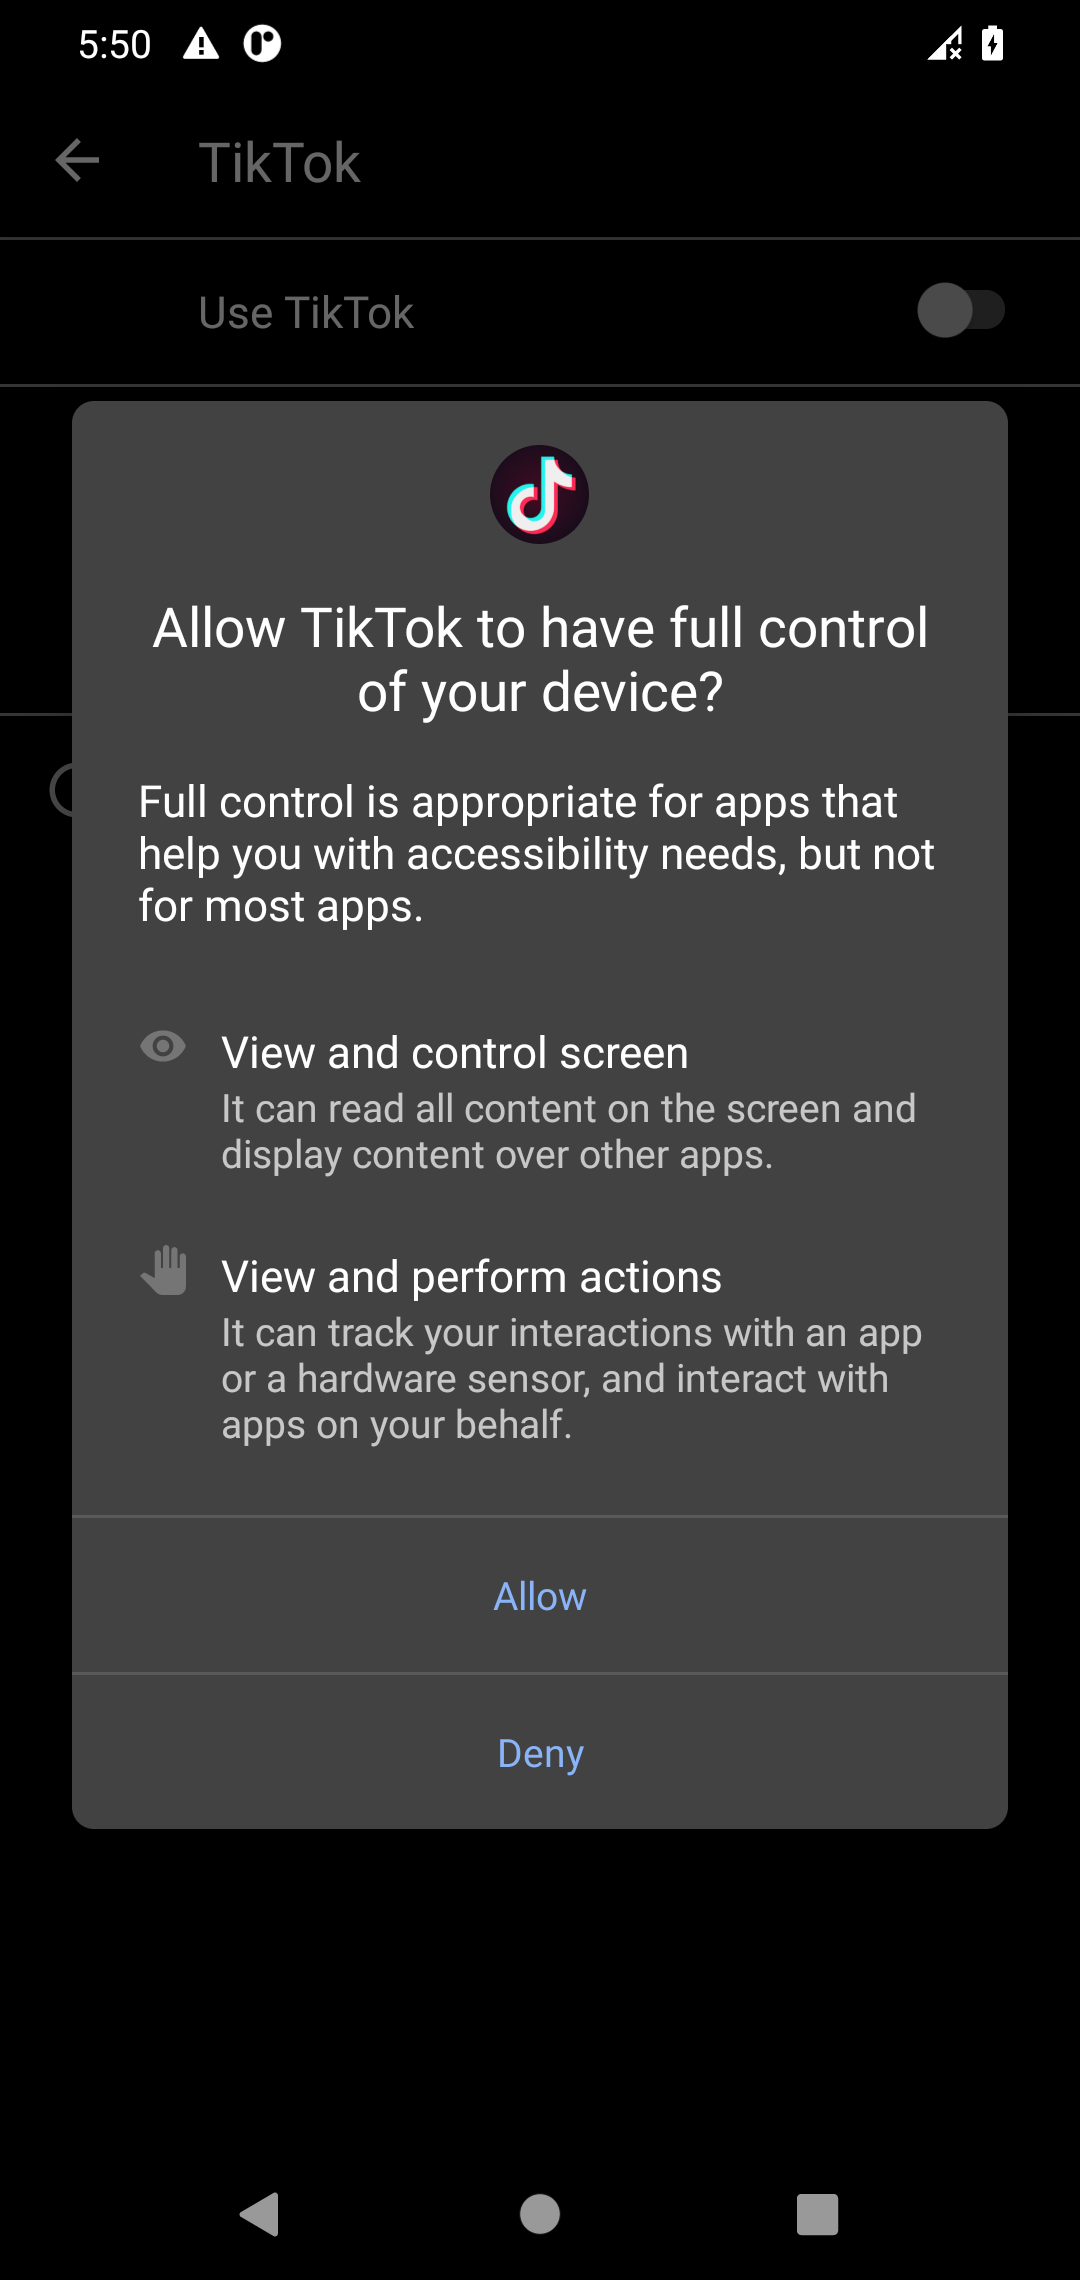 5:50
TikTok
Use TikTok
Allow TikTok to have full control
of your device?
Full control is appropriate for apps that
help you with accessibility needs, but not
for most apps.
View and control screen
It can read all content on the screen and
display content over other apps.
View and perform actions
It can track your interactions with an app
or a hardware sensor, and interact with
apps on your behalf.
Allow
Deny